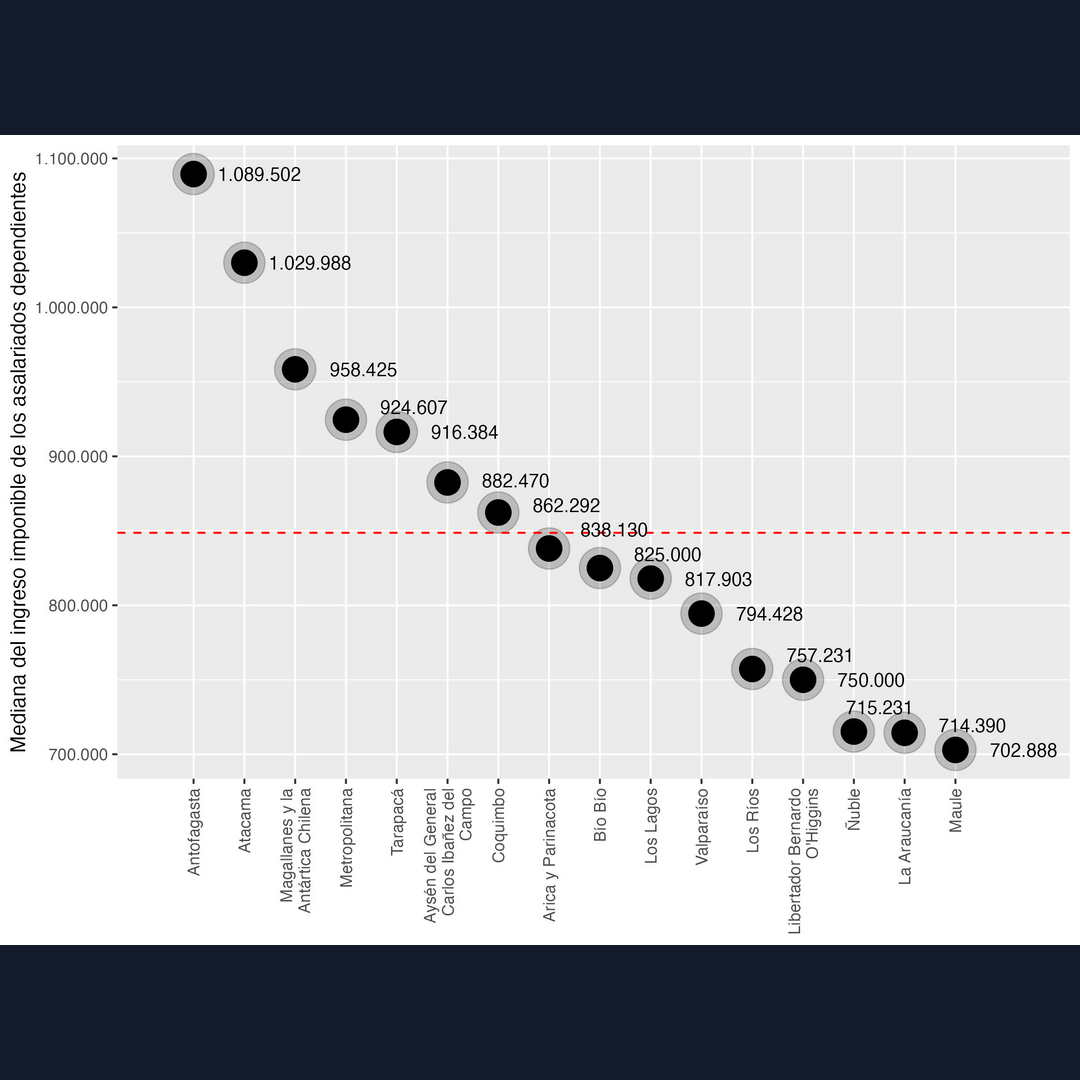 Mediana del ingreso imponible de los asalariados dependientes
1.100.000
1.000.000
900.000
800.000
700.000
1.089.502
1.029.988
958.425
924.607
916.384
882.470
862.292
838.130
825.000
817.903
794.428
757.231
750.000
715.231
714.390
702.888
Antofagasta
Atacama
Magallanes y la
Antártica Chilena
Metropolitana
Tarapacá
Aysén del General
Carlos Ibañez del
Campo
Coquimbo
Arica y Parinacota
Bío Bío
Los Lagos
Valparaíso
Los Ríos
Libertador Bernardo
O'Higgins
Ñuble
La Araucanía
Maule